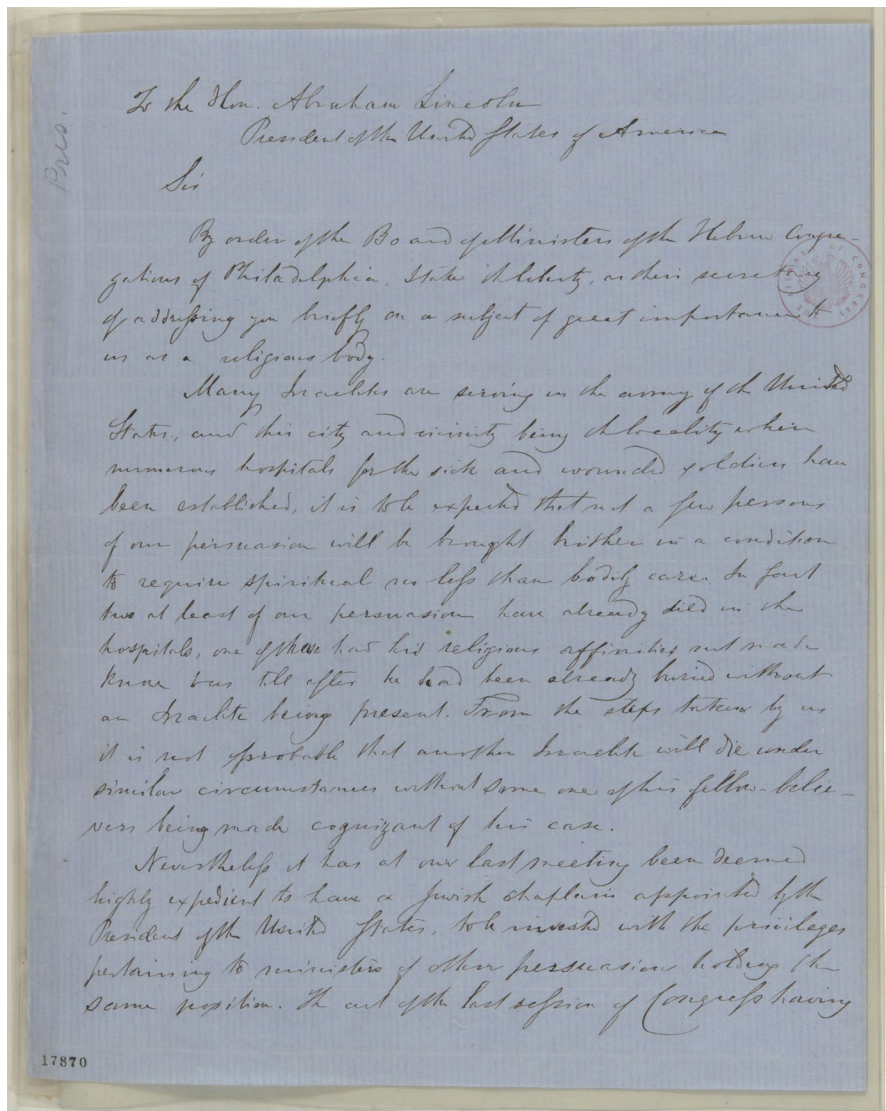 To the Hon. Abraham Lincoln
President of the United States of America
Sir
By order of the Board of Ministers of the Hebrew Congre-
gations of Philadelphia, I take the liberty, as their secretary
of addressing you briefly on a subject of great importance to
us as a religious body.
Many Israelites are serving in the army of the United
States, and this city and vicinity being the locality where
numerous hospitals for the sick and wounded soldiers have
been established, it is to be expected that not a few persons
of our persuasion will be brought hither in a condition
to require spiritual no less than bodily care. In fact
two at least of our persuasion have already died in the
hospitals, one of these had his religious affinities not made
known till after he had been already buried without
an Israelite being present. From the steps taken by us
it is not probable that another Israelite will die under
similar circumstances without some one of his fellow-belie-
vers being made cognizant of his case.
Nevertheless it has at our last meeting been deemed
highly expedient to have a Jewish chaplain appointed by the
President of the United States, to be invested with the privileges
pertaining to ministers of other persuasion holding the
same position. The act of the last session of Congress having
Pres.
LIBRARY OF CONGRESS
17870